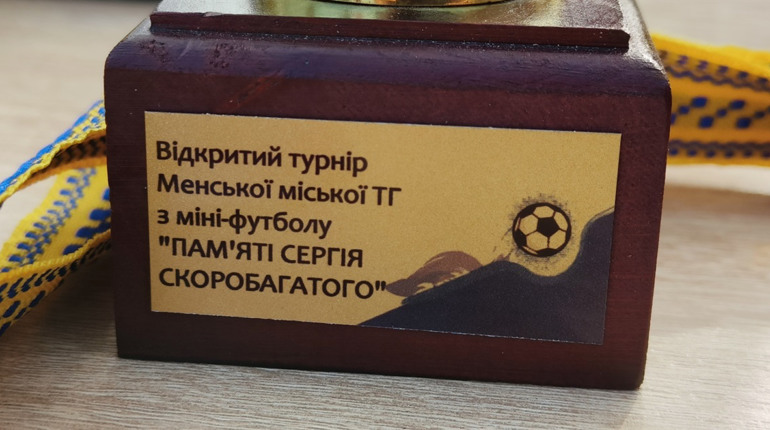 Відкритий турнір
Менської міської ТГ
з міні-футболу
"ПАМ'ЯТІ СЕРГІЯ
СКОРОБАГАТОГО"